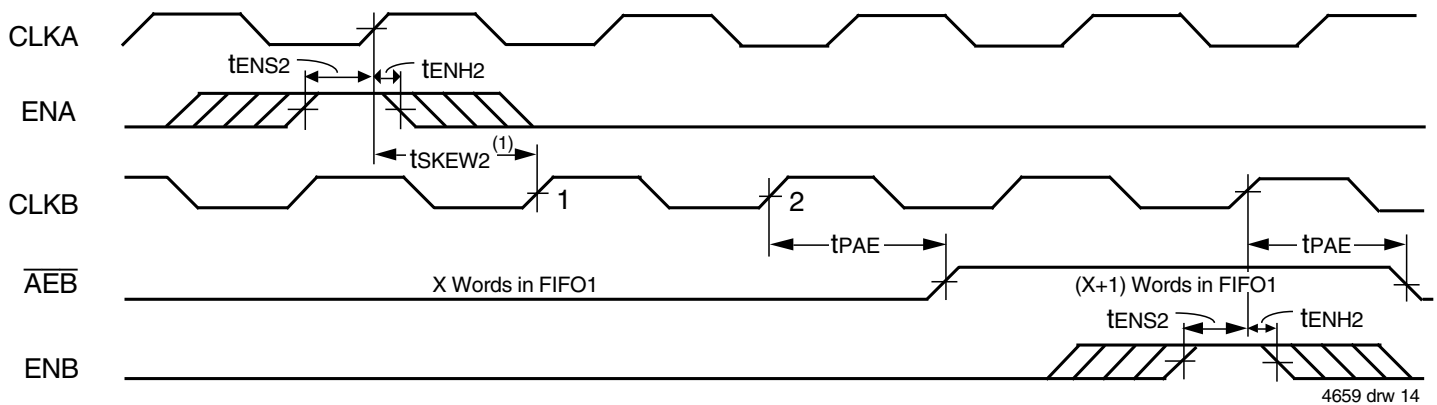 CLKA
tENS2 tENH2
ENA
tSKEW2 (1)
CLKB 1 2
tPAE tPAE
AEB X Words in FIFO1 (X+1) Words in FIFO1
tENS2 tENH2
ENB
4659 drw 14